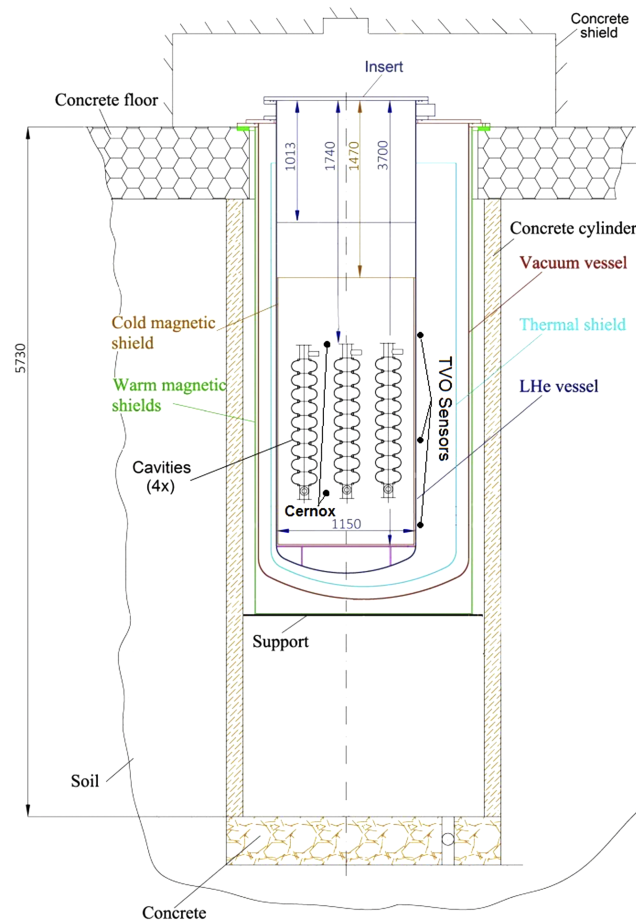 Concrete
shield
Insert
Concrete floor
1013
1740
1470
3700
Concrete cylinder
Vacuum vessel
Cold magnetic
shield
Thermal shield
5730
Warm magnetic
shields
TVO Sensors
LHe vessel
Cavities
(4x)
Cernox
1150
Support
Soil
Concrete